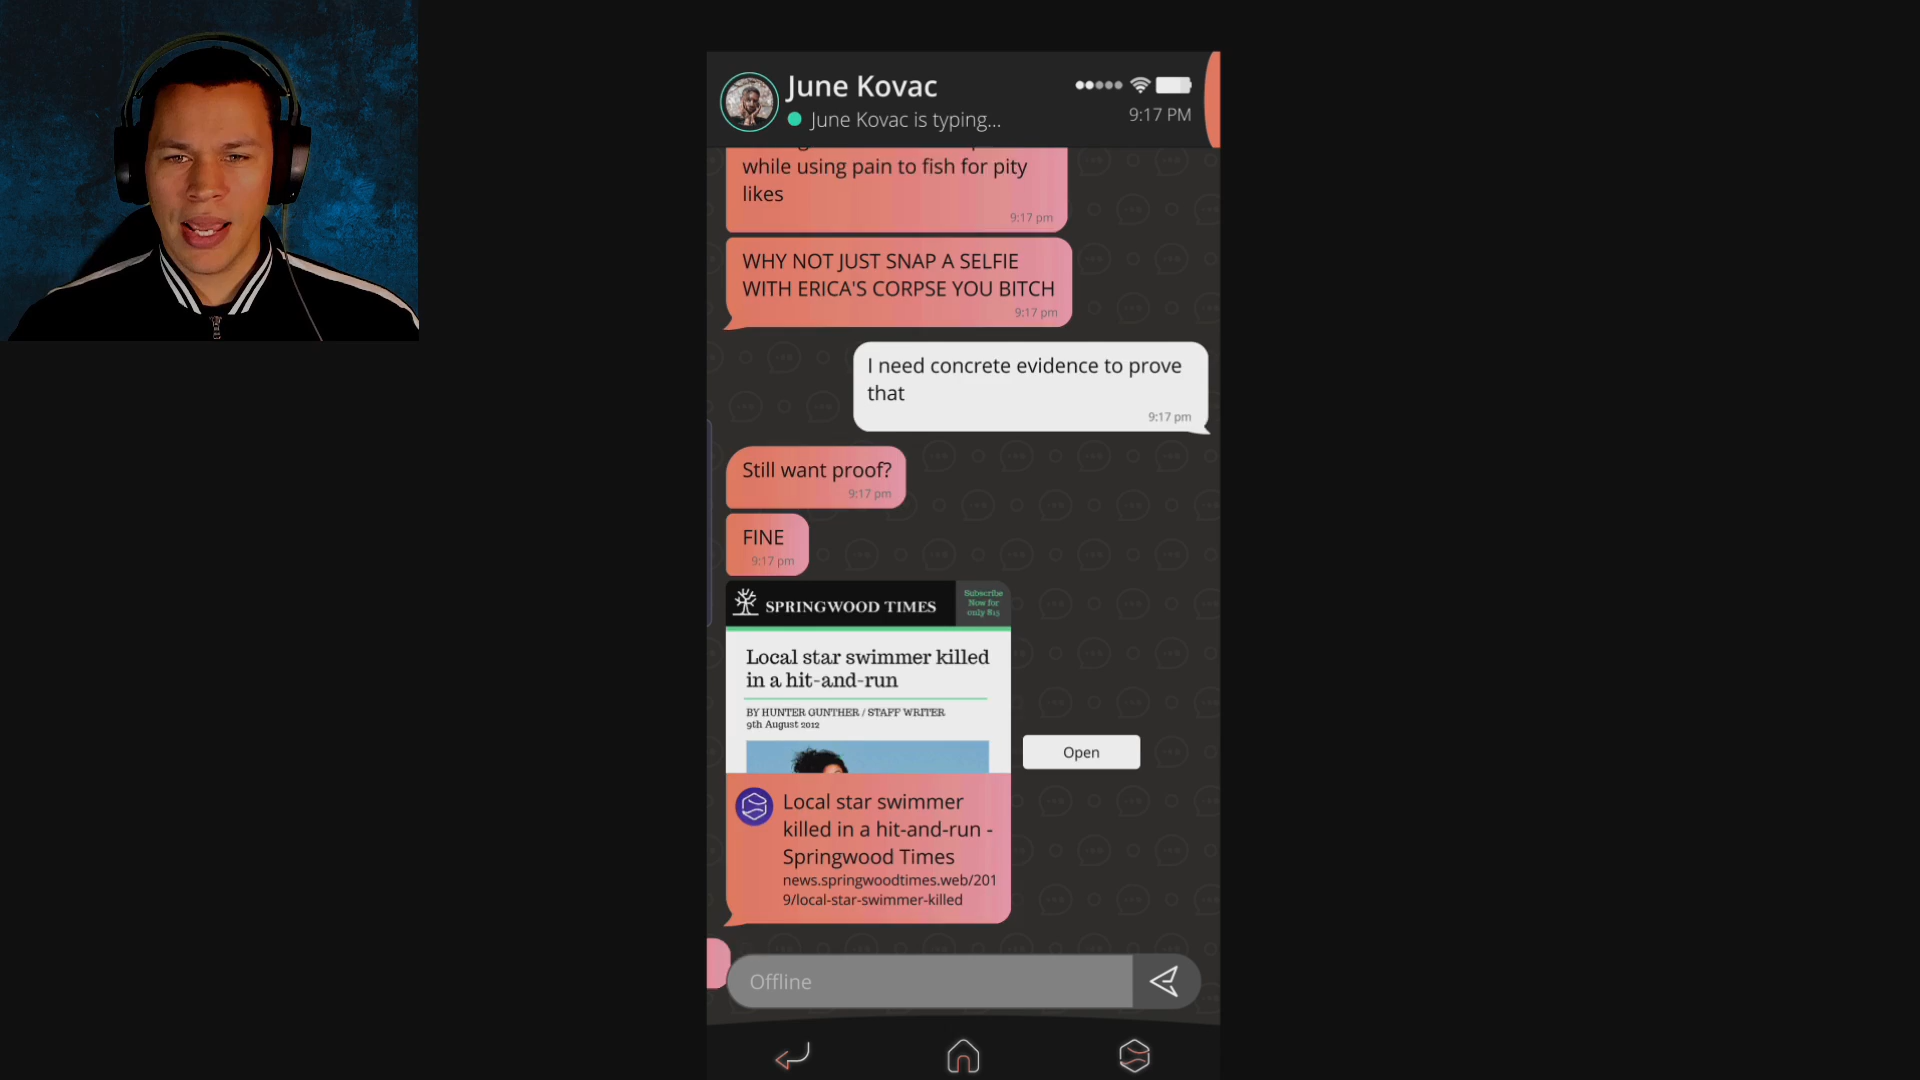 June Kovac
June Kovac is typing...
9:17 PM
while using pain to fish for pity
likes
9:17 pm
WHY NOT JUST SNAP A SELFIE
WITH ERICA'S CORPSE YOU BITCH
9:17 pm
I need concrete evidence to prove
that
9:17 pm
Still want proof?
9:17 pm
FINE
9:17 pm
SPRINGWOOD TIMES
Subscribe
Now for
only $15
Local star swimmer killed
in a hit-and-run
BY HUNTER GUNTHER / STAFF WRITER
9th August 2012
Open
Local star swimmer
killed in a hit-and-run -
Springwood Times
news.springwoodtimes.web/201
9/local-star-swimmer-killed
Offline